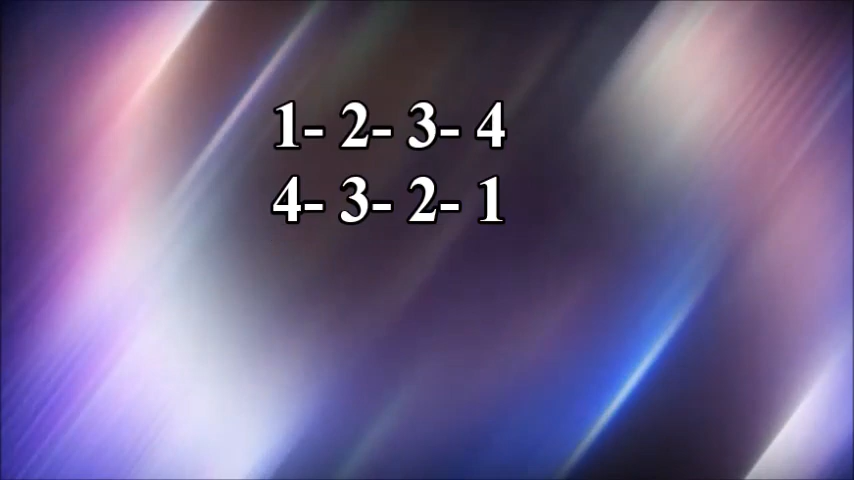 1- 2- 3- 4
4- 3- 2- 1